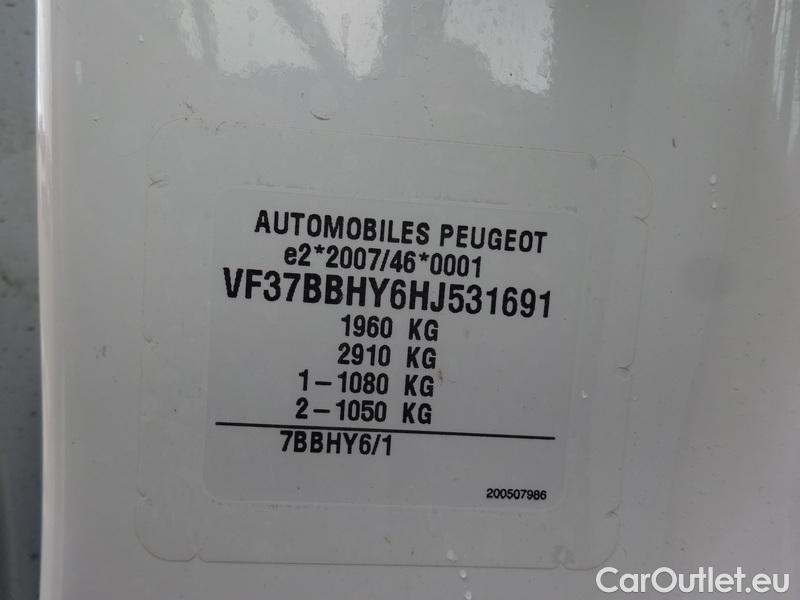 AUTOMOBILES PEUGEOT
e2*2007/46*0001
VF37BBHY6HJ531691
1960 KG
2910 KG
1-1080 KG
2-1050 KG
7BBHY6/1
200507986
CarOutlet.eu